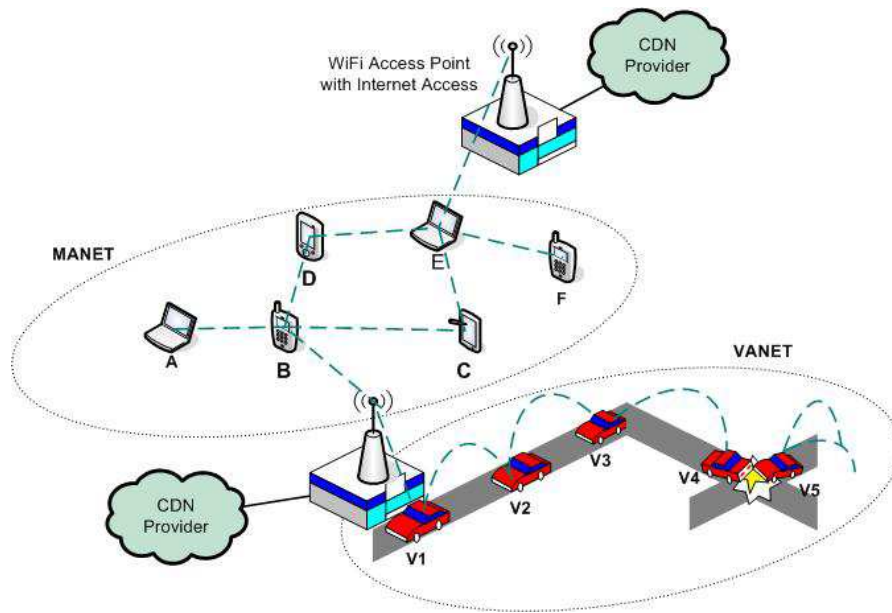 CDN
Provider
WiFi Access Point
with Internet Access
MANET
D
E
F
A
B
C
VANET
V3
V4
V5
V2
V1
CDN
Provider